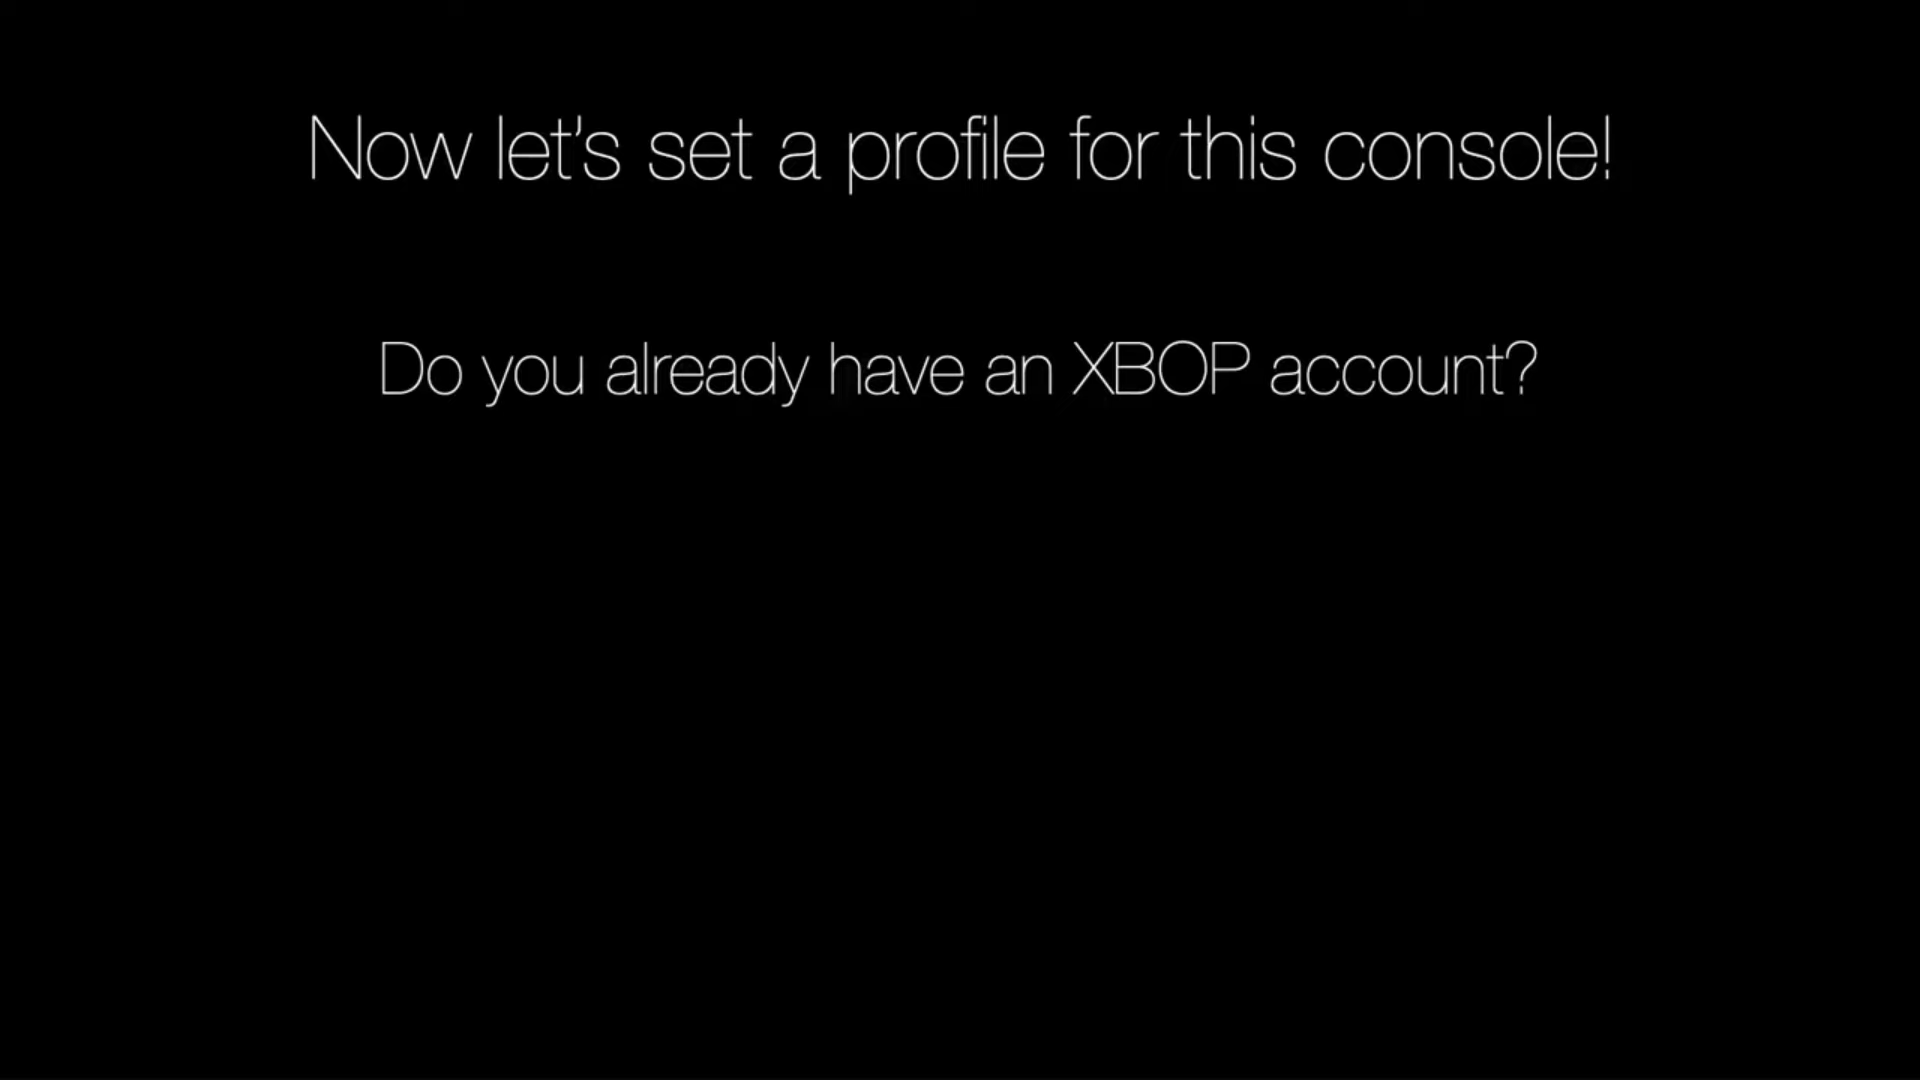 Now let's set a profile for this console!
Do you already have an XBOP account?